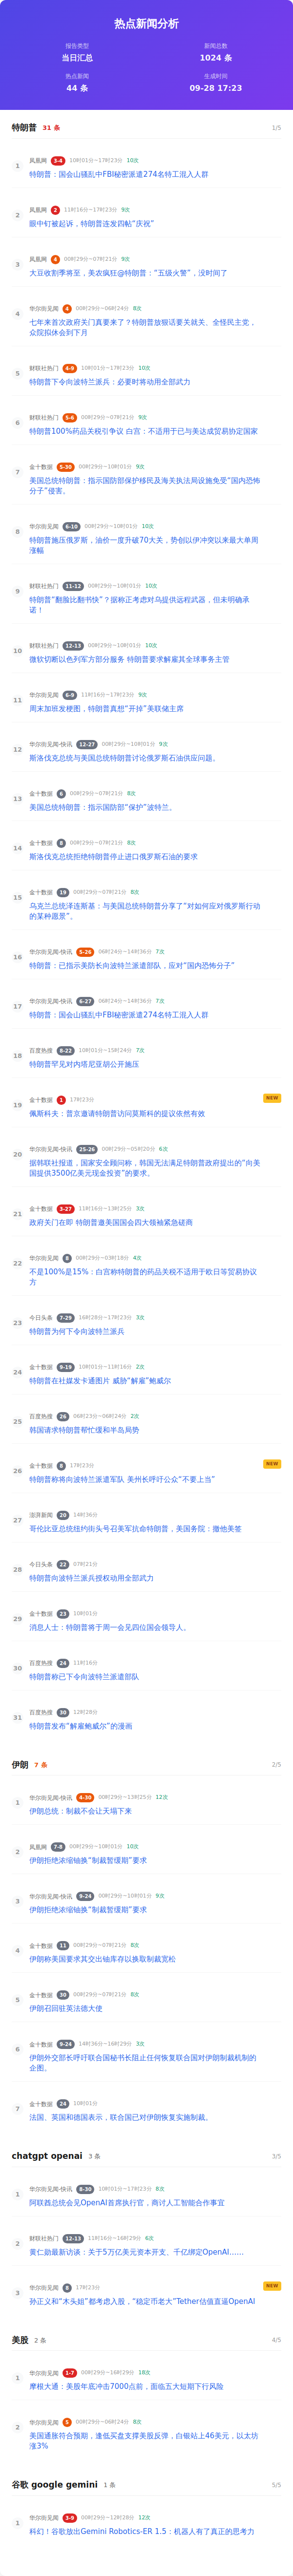 热点新闻分析
报告类型
当日汇总
新闻总数
1024 条
热点新闻
44 条
生成时间
09-28 17:23
特朗普 31 条 1/5
1 凤凰网 3-4 10时01分~17时23分 10次
特朗普：国会山骚乱中FBI秘密派遣274名特工混入人群
2 凤凰网 2 11时16分~17时23分 9次
眼中钉被起诉，特朗普连发四帖“庆祝”
3 凤凰网 4 00时29分~07时21分 9次
大豆收割季将至，美农疯狂@特朗普：“五级火警”，没时间了
4 华尔街见闻 4 00时29分~06时24分 8次
七年来首次政府关门真要来了？特朗普放狠话要关就关、全怪民主党，
众院拟休会到下月
5 财联社热门 4-9 10时01分~17时23分 10次
特朗普下令向波特兰派兵：必要时将动用全部武力
6 财联社热门 5-6 00时29分~07时21分 9次
特朗普100%药品关税引争议 白宫：不适用于已与美达成贸易协定国家
7 金十数据 5-30 00时29分~10时01分 9次
美国总统特朗普：指示国防部保护移民及海关执法局设施免受“国内恐怖
分子”侵害。
8 华尔街见闻 6-10 00时29分~10时01分 10次
特朗普施压俄罗斯，油价一度升破70大关，势创以伊冲突以来最大单周
涨幅
9 财联社热门 11-12 00时29分~10时01分 10次
特朗普“翻脸比翻书快”？据称正考虑对乌提供远程武器，但未明确承
诺！
10 财联社热门 12-13 00时29分~10时01分 10次
微软切断以色列军方部分服务 特朗普要求解雇其全球事务主管
11 华尔街见闻 6-9 11时16分~17时23分 9次
周末加班发梗图，特朗普真想“开掉”美联储主席
12 华尔街见闻-快讯 12-27 00时29分~10时01分 9次
斯洛伐克总统与美国总统特朗普讨论俄罗斯石油供应问题。
13 金十数据 6 00时29分~07时21分 8次
美国总统特朗普：指示国防部“保护”波特兰。
14 金十数据 8 00时29分~07时21分 8次
斯洛伐克总统拒绝特朗普停止进口俄罗斯石油的要求
15 金十数据 19 00时29分~07时21分 8次
乌克兰总统泽连斯基：与美国总统特朗普分享了“对如何应对俄罗斯行动
的某种愿景”。
16 华尔街见闻-快讯 5-26 06时24分~14时36分 7次
特朗普：已指示美防长向波特兰派遣部队，应对“国内恐怖分子”
17 华尔街见闻-快讯 6-27 06时24分~14时36分 7次
特朗普：国会山骚乱中FBI秘密派遣274名特工混入人群
18 百度热搜 8-22 10时01分~15时24分 7次
特朗普罕见对内塔尼亚胡公开施压
19 金十数据 1 17时23分 NEW
佩斯科夫：普京邀请特朗普访问莫斯科的提议依然有效
20 华尔街见闻-快讯 25-26 00时29分~05时20分 6次
据韩联社报道，国家安全顾问称，韩国无法满足特朗普政府提出的“向美
国提供3500亿美元现金投资”的要求。
21 金十数据 3-27 11时16分~13时25分 3次
政府关门在即 特朗普邀美国国会四大领袖紧急磋商
22 华尔街见闻 8 00时29分~03时18分 4次
不是100%是15%：白宫称特朗普的药品关税不适用于欧日等贸易协议
方
23 今日头条 7-29 16时28分~17时23分 3次
特朗普为何下令向波特兰派兵
24 金十数据 9-19 10时01分~11时16分 2次
特朗普在社媒发卡通图片 威胁“解雇”鲍威尔
25 百度热搜 26 06时23分~06时24分 2次
韩国请求特朗普帮忙缓和半岛局势
26 金十数据 8 17时23分 NEW
特朗普称将向波特兰派遣军队 美州长呼吁公众“不要上当”
27 澎湃新闻 20 14时36分
哥伦比亚总统纽约街头号召美军抗命特朗普，美国务院：撤他美签
28 今日头条 22 07时21分
特朗普向波特兰派兵授权动用全部武力
29 金十数据 23 10时01分
消息人士：特朗普将于周一会见四位国会领导人。
30 百度热搜 24 11时16分
特朗普称已下令向波特兰派遣部队
31 百度热搜 30 12时28分
特朗普发布“解雇鲍威尔”的漫画
伊朗 7 条 2/5
1 华尔街见闻-快讯 4-30 00时29分~13时25分 12次
伊朗总统：制裁不会让天塌下来
2 凤凰网 7-8 00时29分~10时01分 10次
伊朗拒绝浓缩铀换“制裁暂缓期”要求
3 华尔街见闻-快讯 9-24 00时29分~10时01分 9次
伊朗拒绝浓缩铀换“制裁暂缓期”要求
4 金十数据 11 00时29分~07时21分 8次
伊朗称美国要求其交出铀库存以换取制裁宽松
5 金十数据 30 00时29分~07时21分 8次
伊朗召回驻英法德大使
6 金十数据 9-24 14时36分~16时29分 3次
伊朗外交部长呼吁联合国秘书长阻止任何恢复联合国对伊朗制裁机制的
企图。
7 金十数据 24 10时01分
法国、英国和德国表示，联合国已对伊朗恢复实施制裁。
chatgpt openai 3 条 3/5
1 华尔街见闻-快讯 8-30 10时01分~17时23分 8次
阿联酋总统会见OpenAI首席执行官，商讨人工智能合作事宜
2 财联社热门 12-13 11时16分~16时29分 6次
黄仁勋最新访谈：关于5万亿美元资本开支、千亿绑定OpenAI……
3 华尔街见闻 8 17时23分 NEW
孙正义和“木头姐”都考虑入股，“稳定币老大”Tether估值直逼OpenAI
美股 2 条 4/5
1 华尔街见闻 1-7 00时29分~16时29分 18次
摩根大通：美股年底冲击7000点前，面临五大短期下行风险
2 华尔街见闻 5 00时29分~06时24分 8次
美国通胀符合预期，逢低买盘支撑美股反弹，白银站上46美元，以太坊
涨3%
谷歌 google gemini 1 条 5/5
1 华尔街见闻 3-9 00时29分~12时28分 12次
科幻！谷歌放出Gemini Robotics-ER 1.5：机器人有了真正的思考力